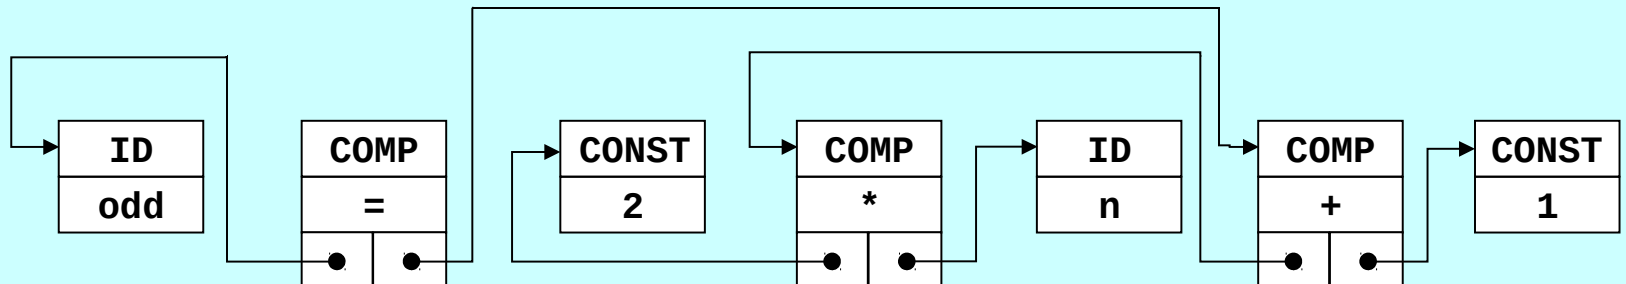 ID COMP CONST COMP ID COMP CONST
odd = 2 * n + 1